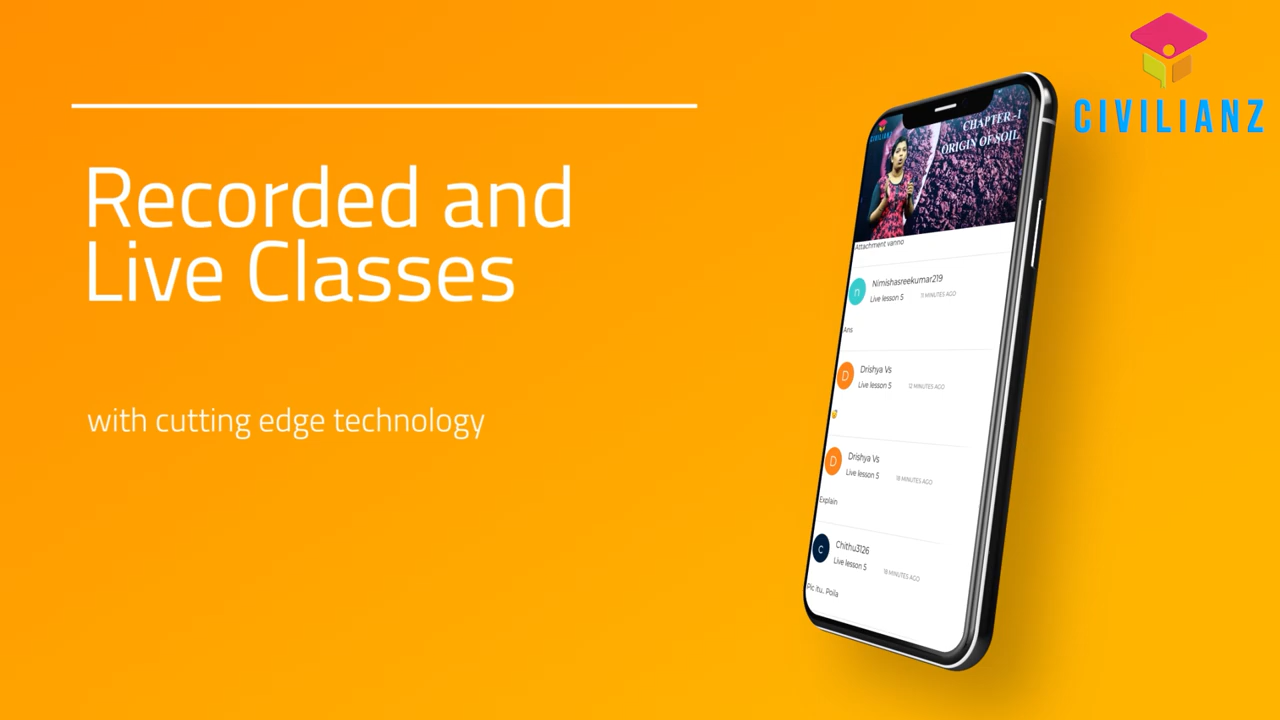 CIVILIANZ
Recorded and
Live Classes
with cutting edge technology
CHAPTER -1
ORIGIN OF SOIL
Attachment vanno
n
Nimishasreekumar219
Live lesson 5 11 MINUTES AGO
Ans
D
Drishya Vs
Live lesson 5 12 MINUTES AGO
D
Drishya Vs
Live lesson 5 18 MINUTES AGO
Explain
C
Chithu3126
Live lesson 5 18 MINUTES AGO
Pic itu.. Poila